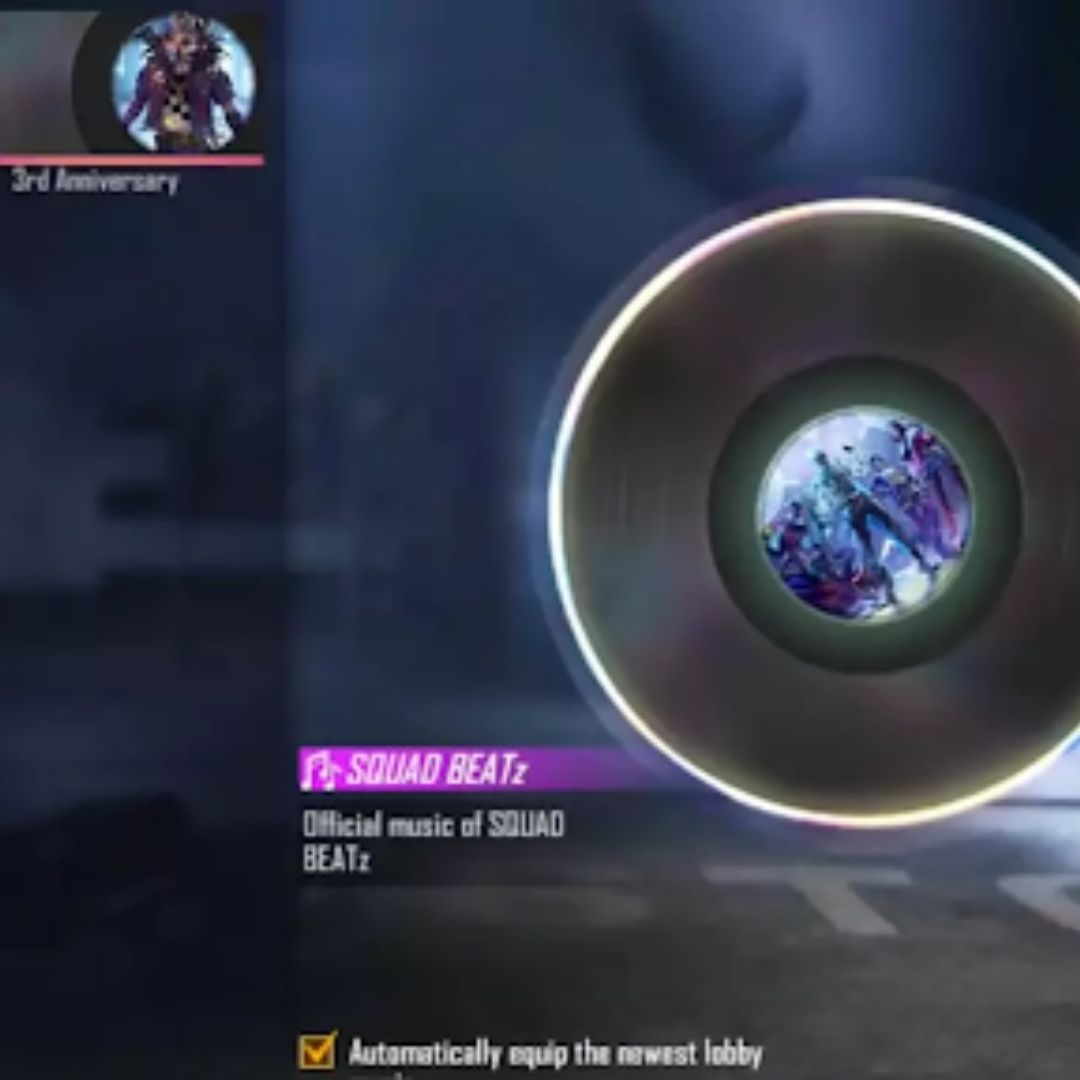 3rd Anniversary
SQUAD BEATz
Official music of SQUAD
BEATz
Automatically equip the newest lobby